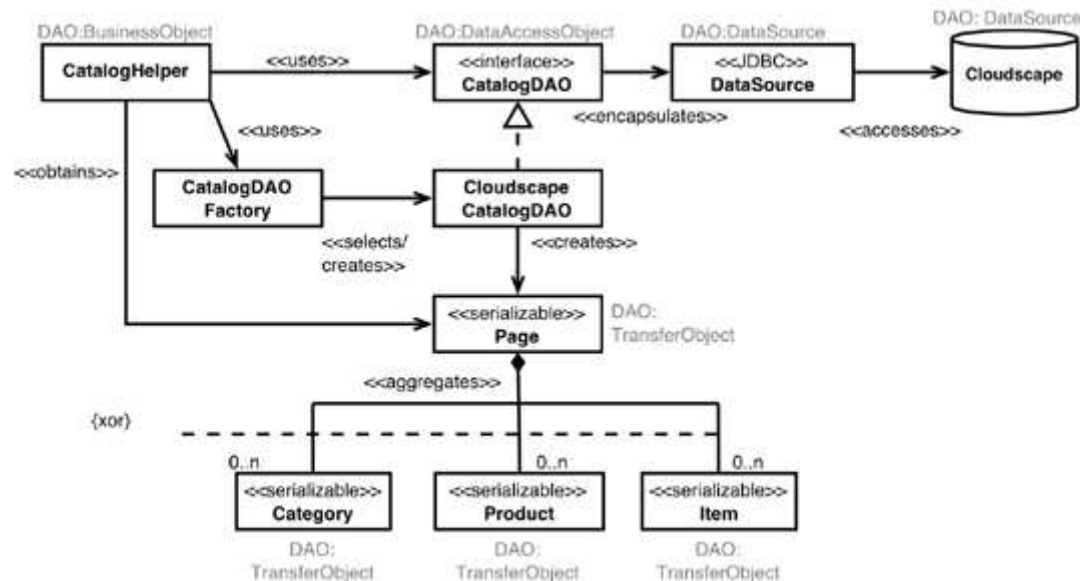 DAO:BusinessObject
CatalogHelper
<<uses>>
DAO:DataAccessObject
<<interface>>
CatalogDAO
DAO:DataSource
<<JDBC>>
DataSource
DAO: DataSource
Cloudscape
<<uses>>
<<encapsulates>>
<<accesses>>
<<obtains>>
CatalogDAO
Factory
Cloudscape
CatalogDAO
<<selects/
creates>>
<<creates>>
<<serializable>>
Page
DAO:
TransferObject
<<aggregates>>
{xor}
0..n
0..n
0..n
<<serializable>>
Category
<<serializable>>
Product
<<serializable>>
Item
DAO:
TransferObject
DAO:
TransferObject
DAO:
TransferObject